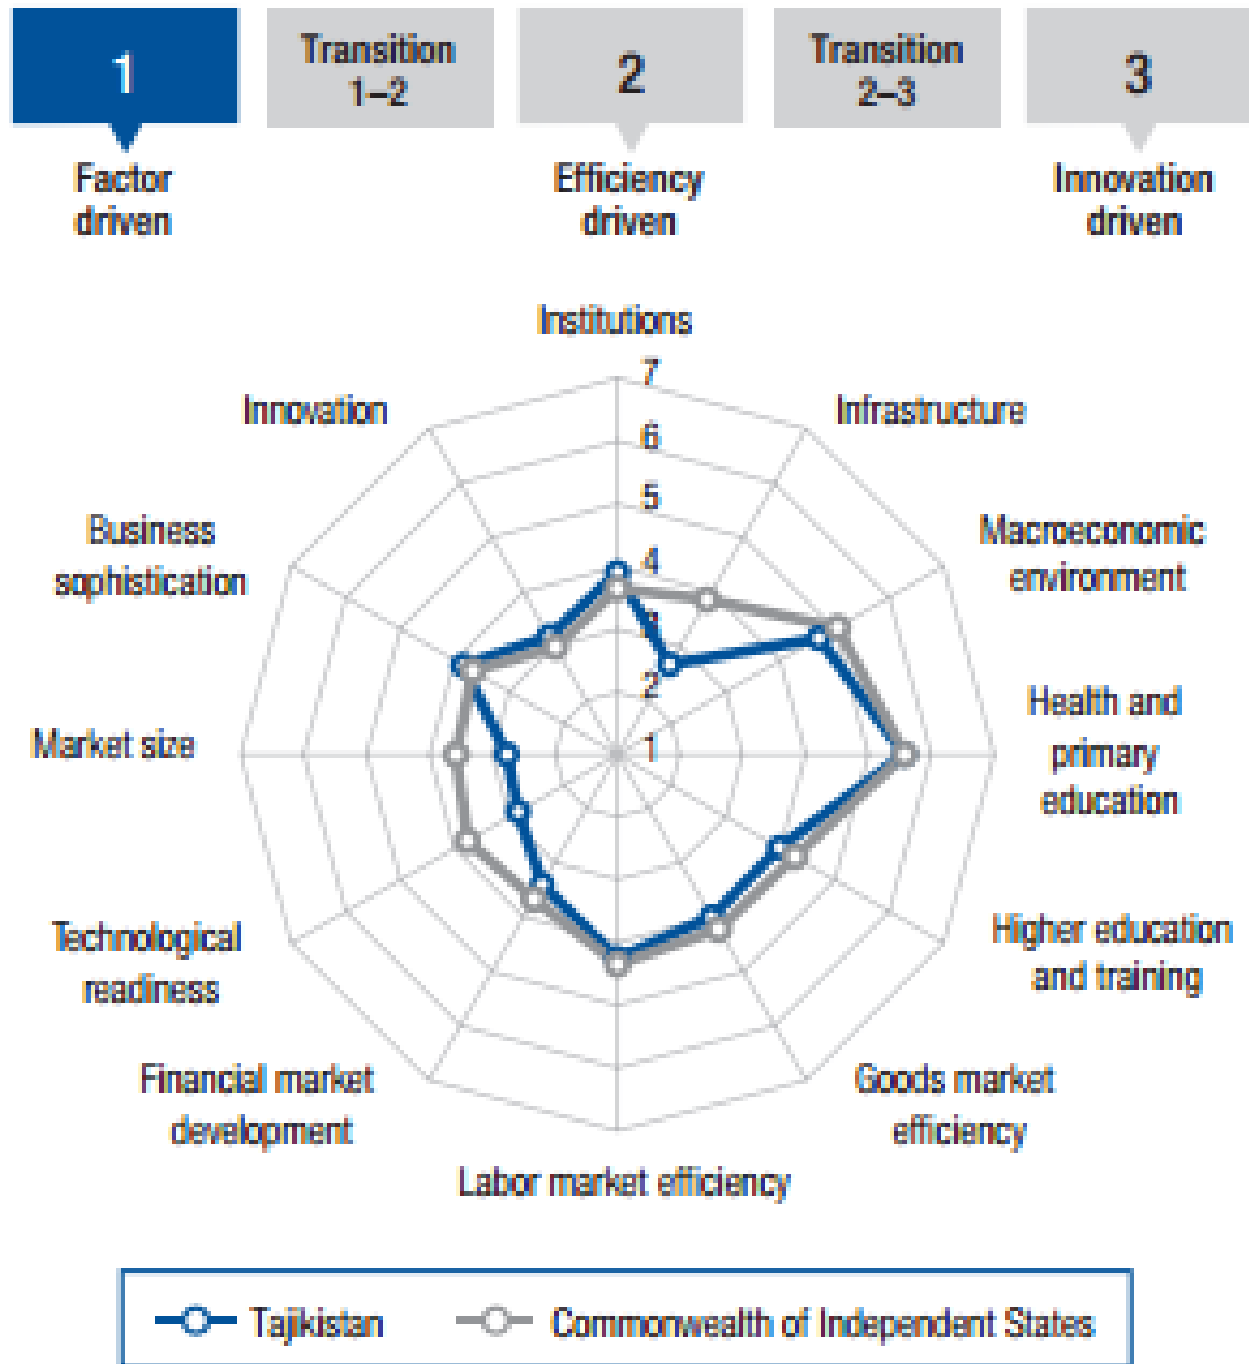 1
Transition
1–2
2
Transition
2–3
3
Factor
driven
Efficiency
driven
Innovation
driven
Institutions
7
Innovation
Infrastructure
6
5
Business
sophistication
Macroeconomic
environment
4
3
2
Market size
1
Health and
primary
education
Technological
readiness
Higher education
and training
Financial market
development
Goods market
efficiency
Labor market efficiency
Tajikistan
Commonwealth of Independent States